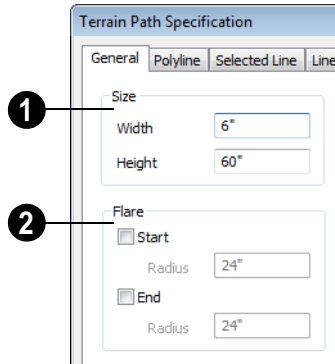 Terrain Path Specification
General Polyline Selected Line Line
Size
1
Width 6"
Height 60"
2
Flare
Start
Radius 24"
End
Radius 24"